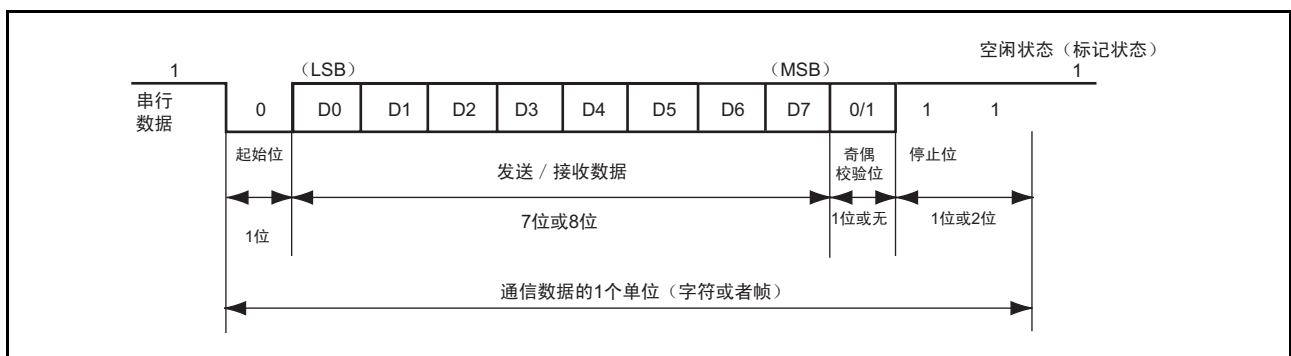 空闲状态（标记状态）
1 （LSB） （MSB） 1
串行
数据
0 D0 D1 D2 D3 D4 D5 D6 D7 0/1 1 1
起始位 发送 / 接收数据 奇偶
校验位 停止位
1位 7位或8位 1位或无 1位或2位
通信数据的1个单位（字符或者帧）